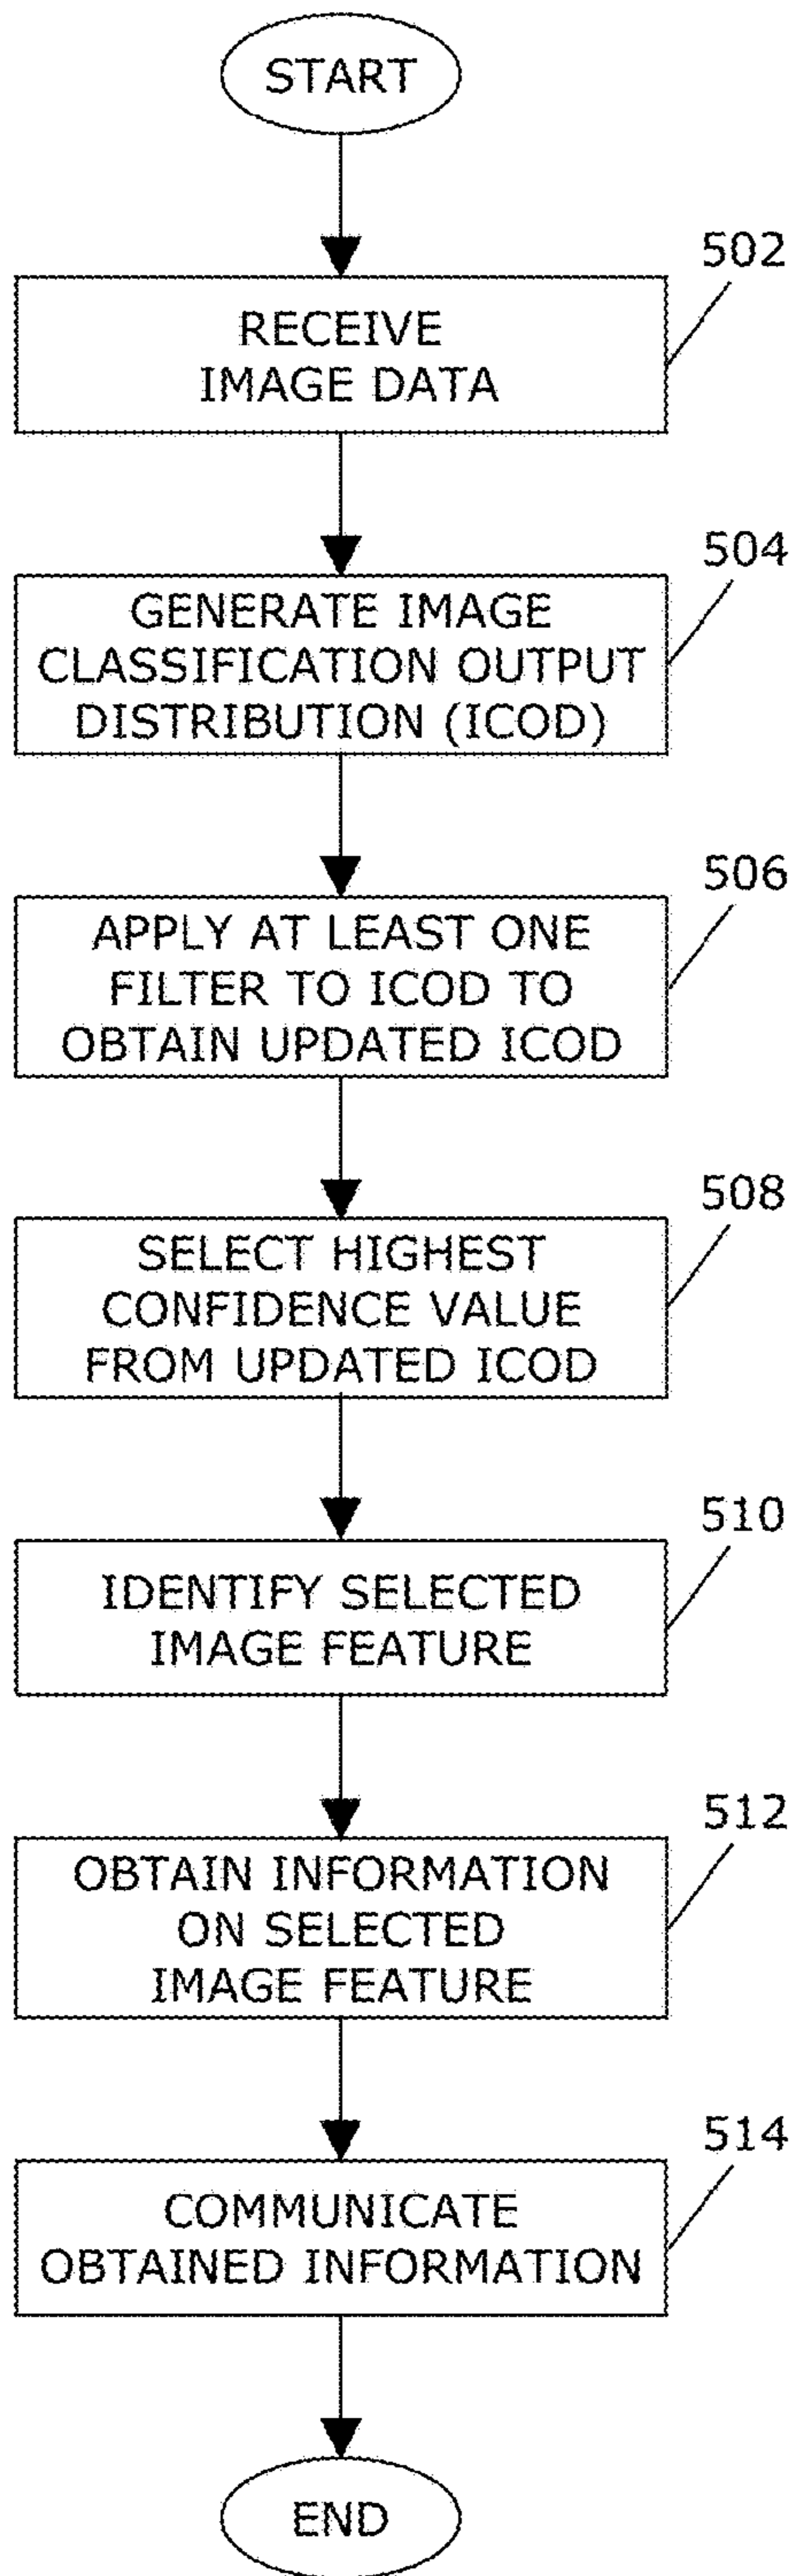 START
502
RECEIVE
IMAGE DATA
504
GENERATE IMAGE
CLASSIFICATION OUTPUT
DISTRIBUTION (ICOD)
506
APPLY AT LEAST ONE
FILTER TO ICOD TO
OBTAIN UPDATED ICOD
508
SELECT HIGHEST
CONFIDENCE VALUE
FROM UPDATED ICOD
510
IDENTIFY SELECTED
IMAGE FEATURE
512
OBTAIN INFORMATION
ON SELECTED
IMAGE FEATURE
514
COMMUNICATE
OBTAINED INFORMATION
END